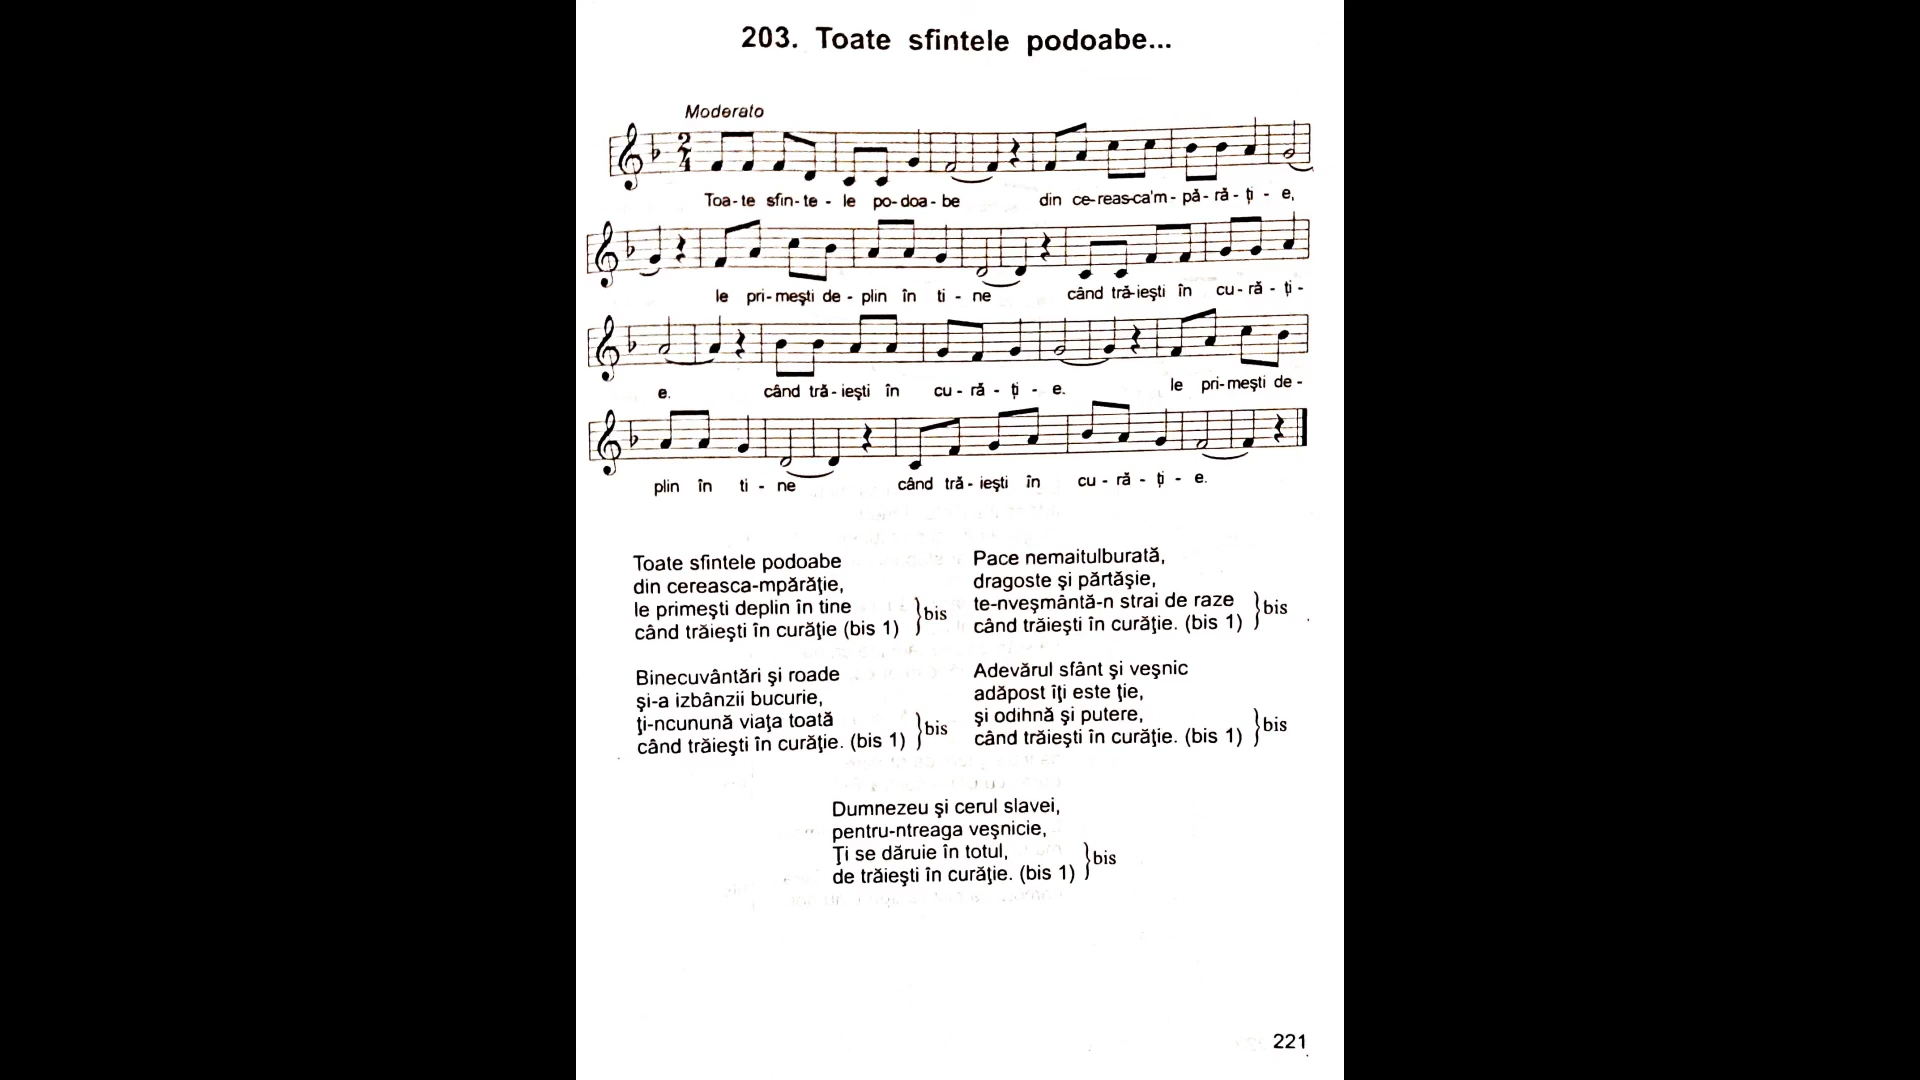 203. Toate sfintele podoabe...
Moderato
2
4
Toa-te sfin-te - le po-doa-be din ce-reas-ca'm-pă-ră-ţi - e,
le pri-meşti de-plin în ti - ne când tră-ieşti în cu-ră-ţi-
e. când tră-ieşti în cu-ră-ţi - e. le pri-meşti de-
plin în ti - ne când tră-ieşti în cu-ră-ţi - e.
Toate sfintele podoabe
din cereasca-mpărăţie,
le primeşti deplin în tine
când trăieşti în curăţie (bis 1)
bis
Binecuvântări şi roade
şi-a izbânzii bucurie,
ţi-ncunună viaţa toată
când trăieşti în curăţie. (bis 1)
bis
Pace nemaitulburată,
dragoste şi părtăşie,
te-nveşmântă-n strai de raze
când trăieşti în curăţie. (bis 1)
bis
Adevărul sfânt şi veşnic
adăpost îţi este ţie,
şi odihnă şi putere,
când trăieşti în curăţie. (bis 1)
bis
Dumnezeu şi cerul slavei,
pentru-ntreaga veşnicie,
Ţi se dăruie în totul,
de trăieşti în curăţie. (bis 1)
bis
221